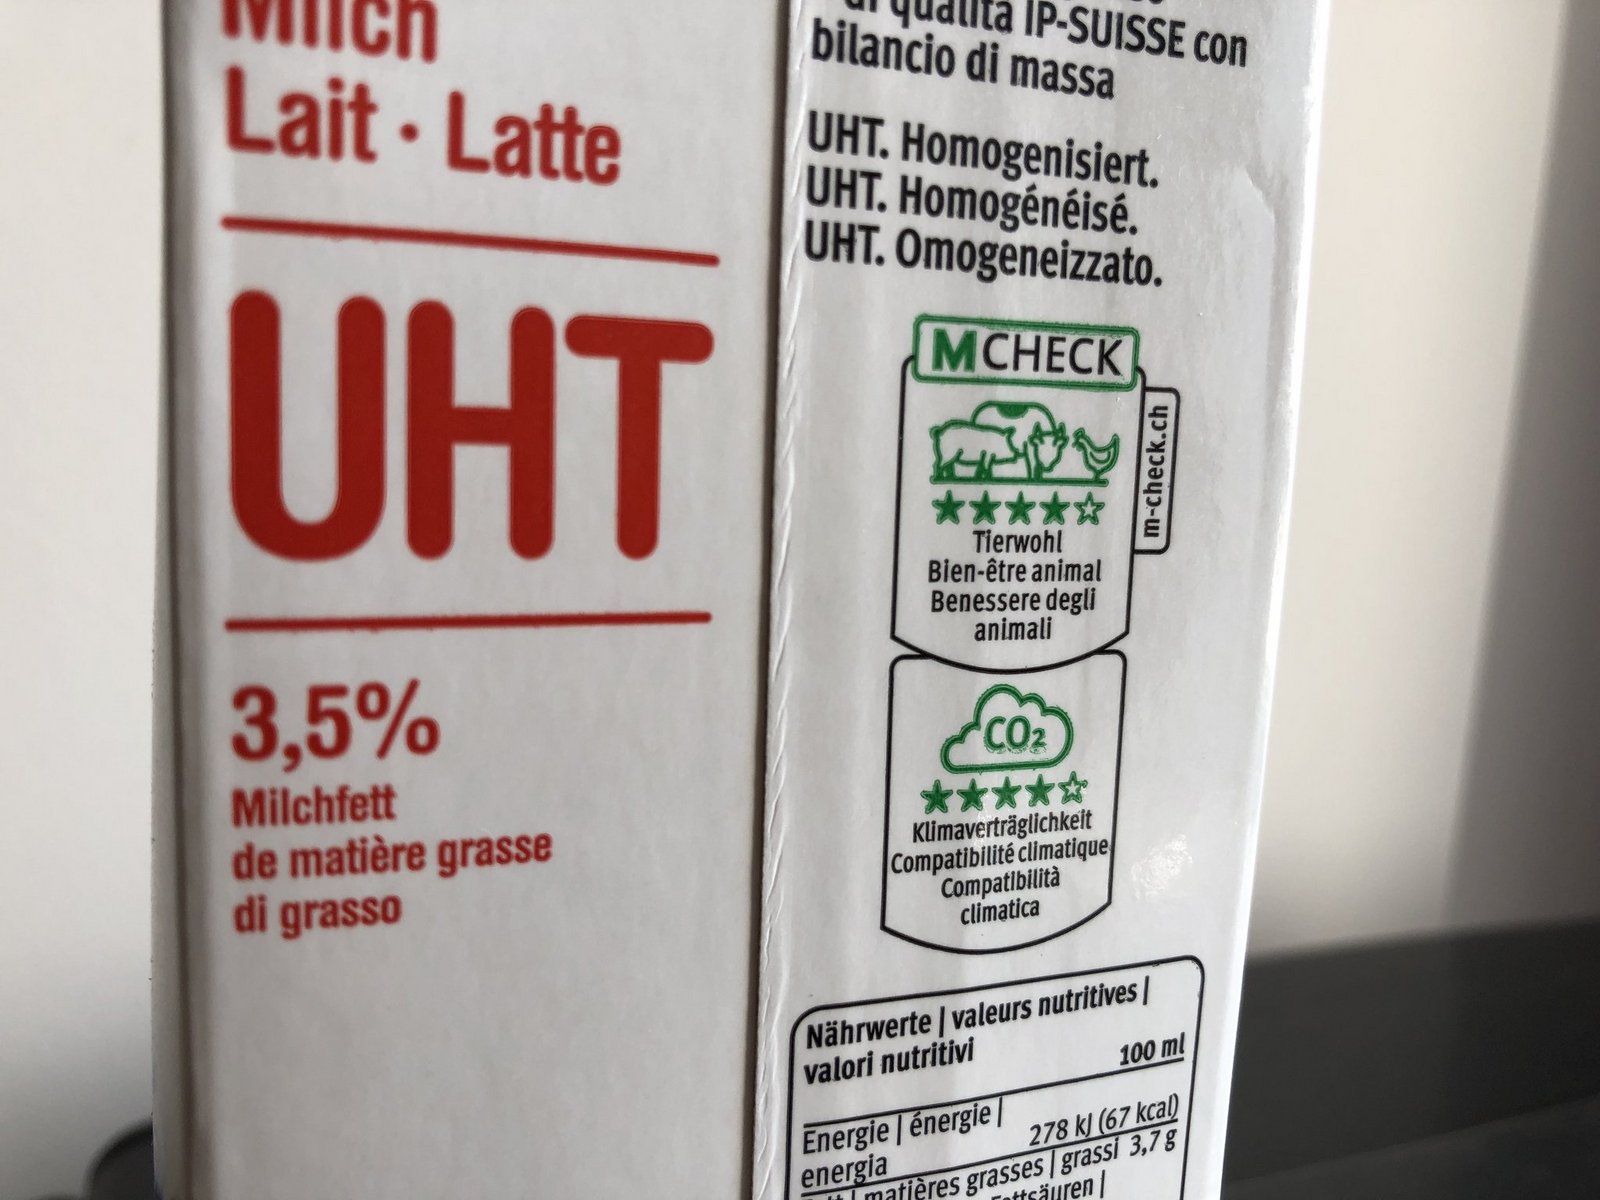 Milch
Lait · Latte
UHT
3,5%
Milchfett
de matière grasse
di grasso
di qualità IP-SUISSE con
bilancio di massa
UHT. Homogenisiert.
UHT. Homogénéisé.
UHT. Omogeneizzato.
MCHECK
m-check.ch
Tierwohl
Bien-être animal
Benessere degli
animali
CO2
Klimaverträglichkeit
Compatibilité climatique
Compatibilità
climatica
Nährwerte | valeurs nutritives |
valori nutritivi
100 ml
Energie | énergie |
energia
278 kJ (67 kcal)
| matières grasses | grassi 3,7 g